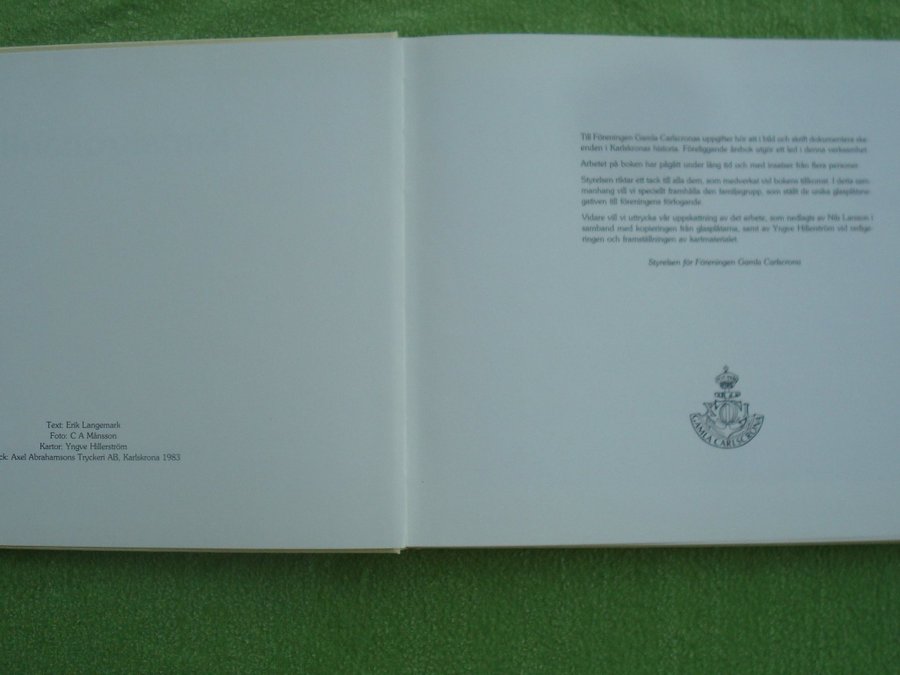 Text: Erik Langemark
Foto: C A Månsson
Kartor: Yngve Hillerström
ck: Axel Abrahamsons Tryckeri AB, Karlskrona 1983
Till Föreningen Gamla Carlscronas uppgifter hör att i bild och skrift dokumentera ske-
enden i Karlskronas historia. Föreliggande årsbok utgör ett led i denna verksamhet.
Arbetet på boken har pågått under lång tid och med insatser från flera personer.
Styrelsen riktar ett tack till alla dem, som medverkat vid bokens tillkomst. I detta sam-
manhang vill vi speciellt framhålla den familjegrupp, som ställt de unika glasplåtsne-
gativen till föreningens förfogande.
Vidare vill vi uttrycka vår uppskattning av det arbete, som nedlagts av Nils Larsson i
samband med kopieringen från glasplåtarna, samt av Yngve Hillerström vid redige-
ringen och framställningen av kartmaterialet.
Styrelsen för Föreningen Gamla Carlscrona
GAMLA CARLSCRONA